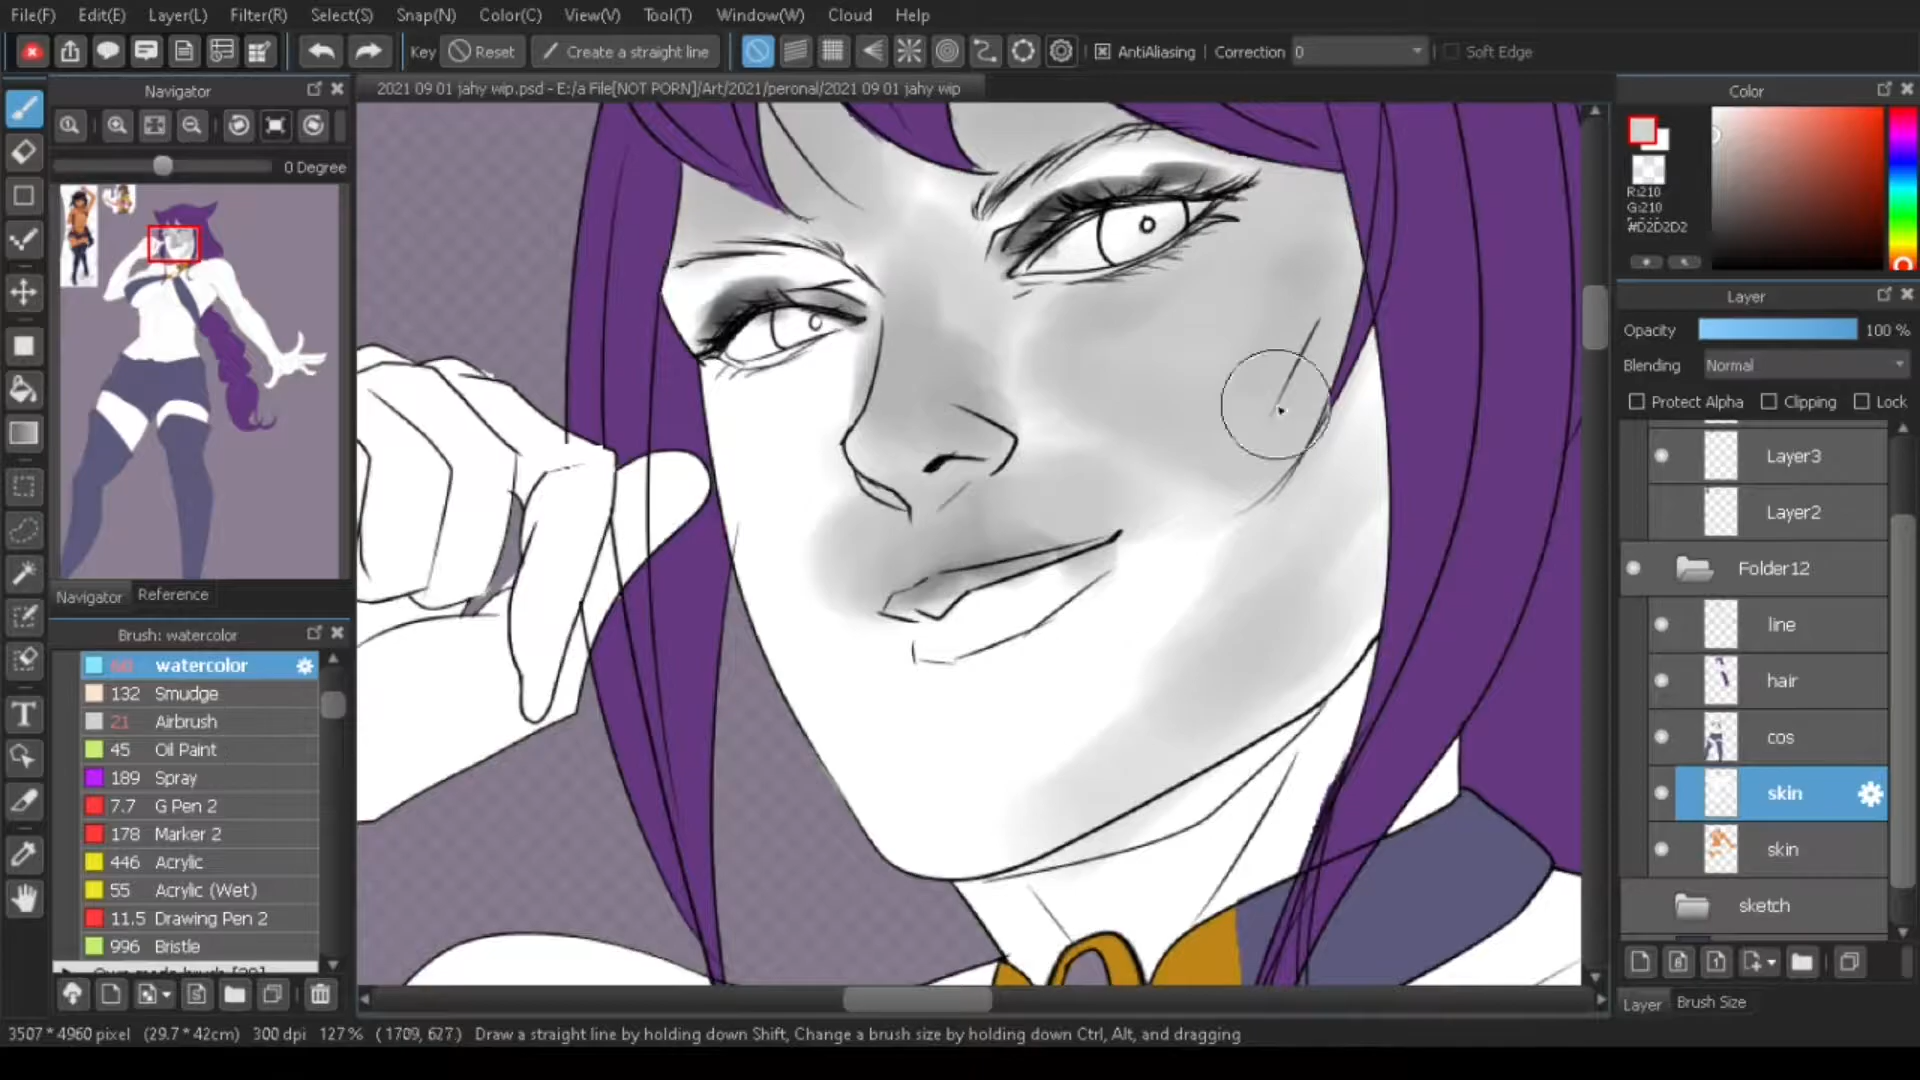 File(F) Edit(E) Layer(L) Filter(R) Select(S) Snap(N) Color(C) View(V) Tool(T) Window(W) Cloud Help
Key Reset Create a straight line AntiAliasing Correction 0 Soft Edge
Navigator
2021 09 01 jahy wip.psd - E:/a File[NOT PORN]/Art/2021/peronal/2021 09 01 jahy wip
0 Degree
Navigator Reference
Brush: watercolor
watercolor
132 Smudge
21 Airbrush
45 Oil Paint
189 Spray
7.7 G Pen 2
178 Marker 2
446 Acrylic
55 Acrylic (Wet)
11.5 Drawing Pen 2
996 Bristle
Color
R:210
G:210
#D2D2D2
Layer
Opacity 100 %
Blending Normal
Protect Alpha Clipping Lock
Layer3
Layer2
Folder12
line
hair
cos
skin
skin
sketch
Layer Brush Size
3507 * 4960 pixel (29.7 * 42cm) 300 dpi 127 % ( 1709, 627 ) Draw a straight line by holding down Shift, Change a brush size by holding down Ctrl, Alt, and dragging